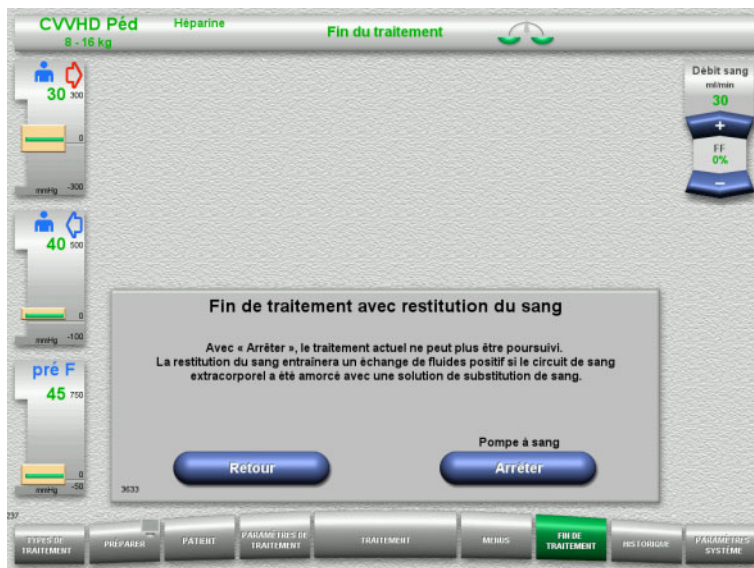 CVVHD Péd
8 - 16 kg
Héparine
Fin du traitement
30
300
0
mmHg
-300
40
500
0
mmHg
-100
pré F
45
750
0
mmHg
-50
Débit sang
ml/min
30
+
FF
0%
−
Fin de traitement avec restitution du sang
Avec « Arrêter », le traitement actuel ne peut plus être poursuivi.
La restitution du sang entraînera un échange de fluides positif si le circuit de sang
extracorporel a été amorcé avec une solution de substitution de sang.
Pompe à sang
Retour
Arrêter
3633
237
TYPES DE
TRAITEMENT
PRÉPARER
PATIENT
PARAMÈTRES DE
TRAITEMENT
TRAITEMENT
MENUS
FIN DE
TRAITEMENT
HISTORIQUE
PARAMÈTRES
SYSTÈME